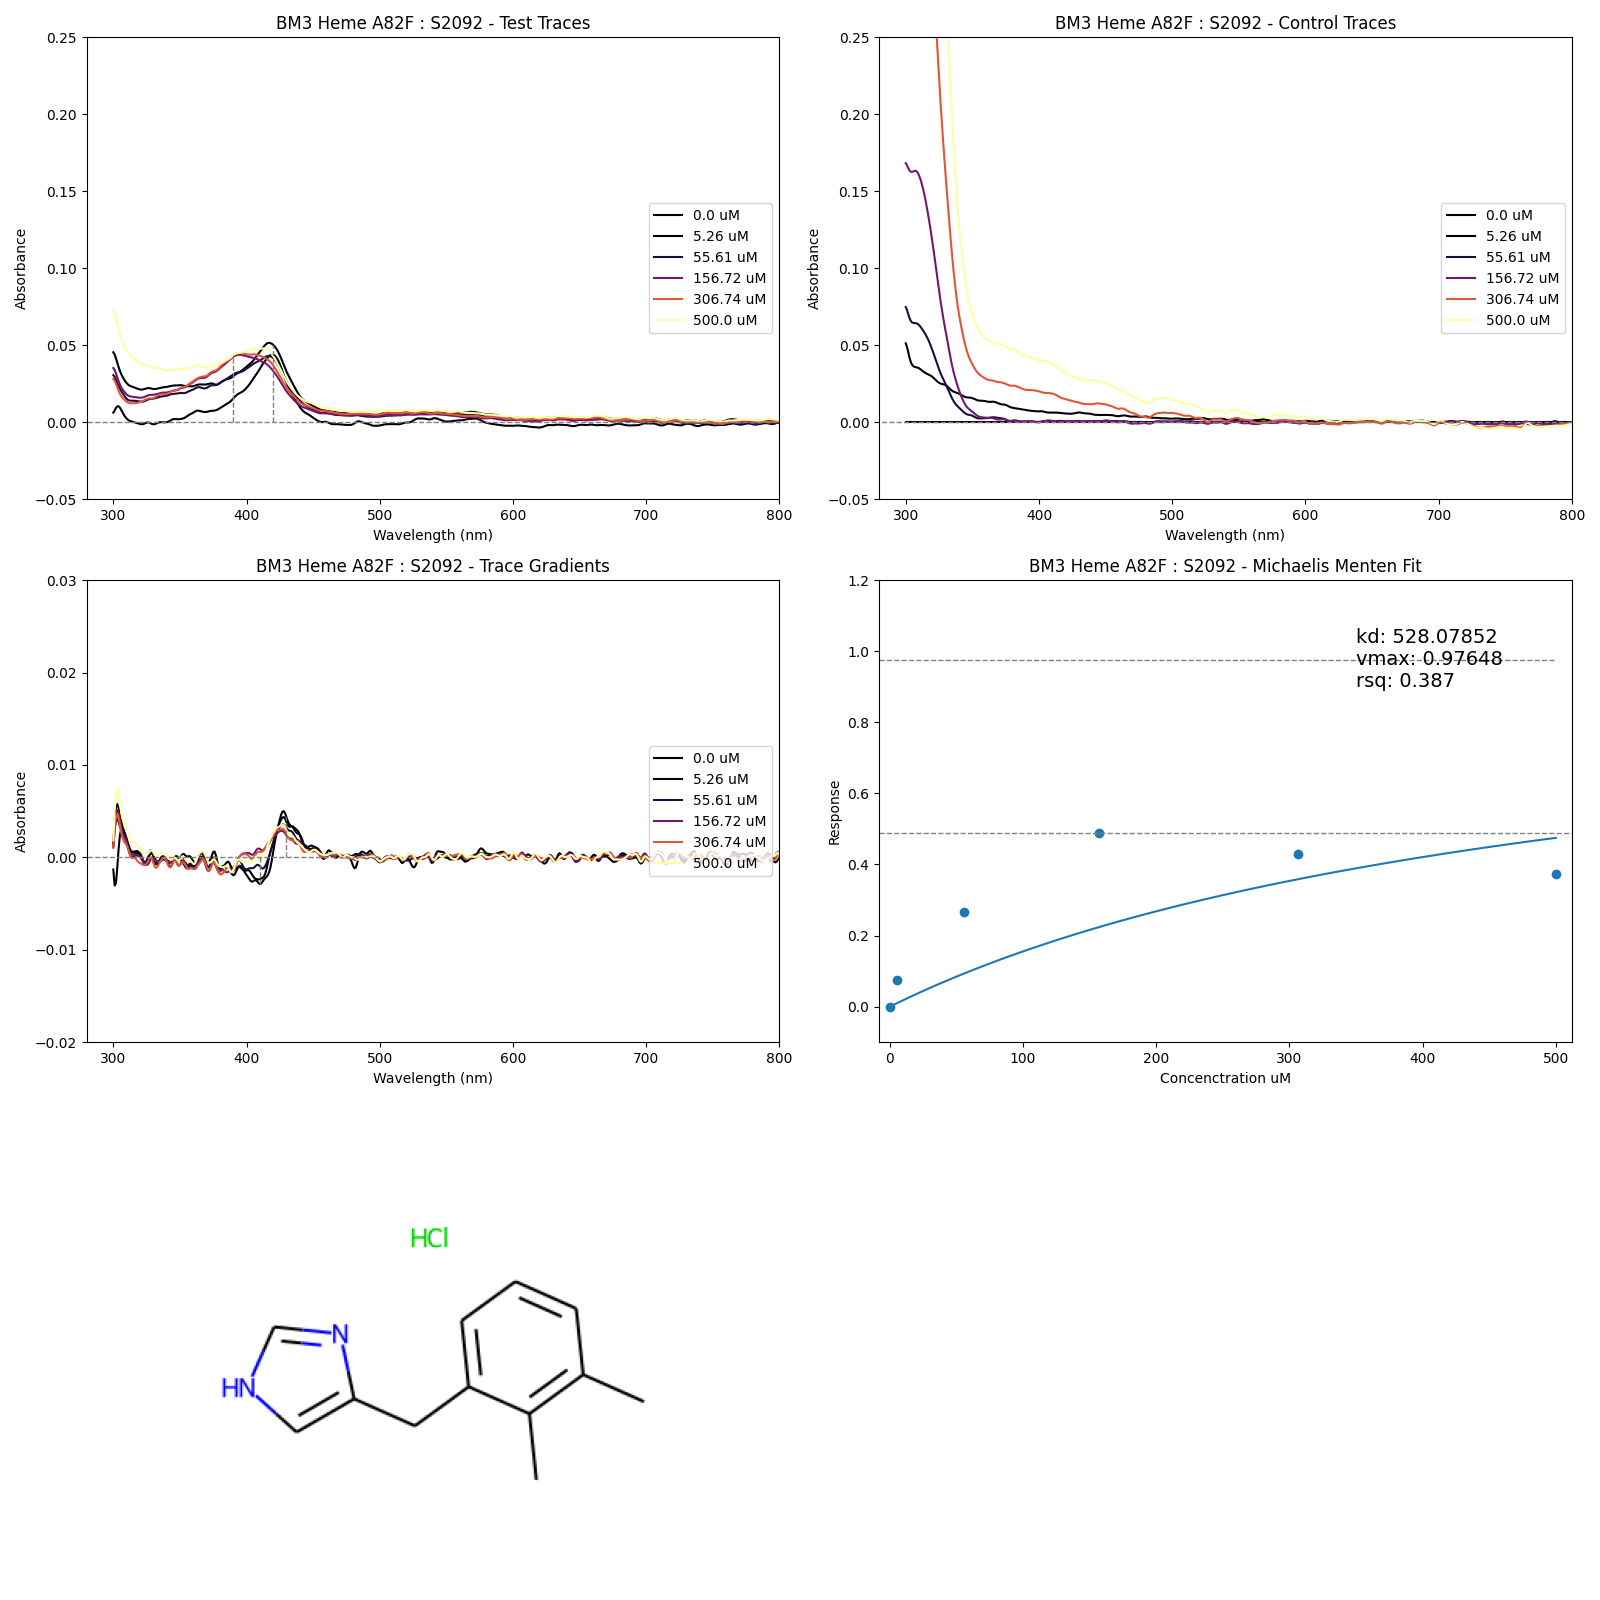 BM3 Heme A82F : S2092 - Test Traces
0.25
0.20
0.15
0.10
0.05
0.00
−0.05
Absorbance
300
400
500
600
700
800
Wavelength (nm)
0.0 uM
5.26 uM
55.61 uM
156.72 uM
306.74 uM
500.0 uM
BM3 Heme A82F : S2092 - Control Traces
0.25
0.20
0.15
0.10
0.05
0.00
−0.05
Absorbance
300
400
500
600
700
800
Wavelength (nm)
0.0 uM
5.26 uM
55.61 uM
156.72 uM
306.74 uM
500.0 uM
BM3 Heme A82F : S2092 - Trace Gradients
0.03
0.02
0.01
0.00
−0.01
−0.02
Absorbance
300
400
500
600
700
800
Wavelength (nm)
0.0 uM
5.26 uM
55.61 uM
156.72 uM
306.74 uM
500.0 uM
BM3 Heme A82F : S2092 - Michaelis Menten Fit
1.2
1.0
0.8
0.6
0.4
0.2
0.0
Response
0
100
200
300
400
500
Concenctration uM
kd: 528.07852
vmax: 0.97648
rsq: 0.387
HCl
N
HN